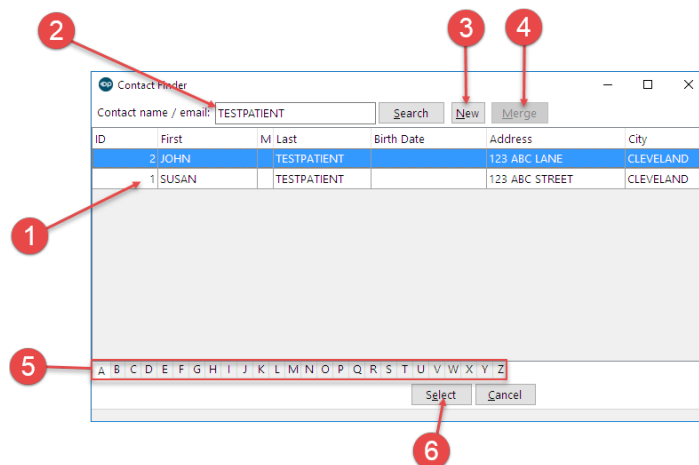 2 3 4
Contact Finder
Contact name / email: TESTPATIENT Search New Merge
ID First M Last Birth Date Address City
2 JOHN TESTPATIENT 123 ABC LANE CLEVELAND
1 SUSAN TESTPATIENT 123 ABC STREET CLEVELAND
1
5 A B C D E F G H I J K L M N O P Q R S T U V W X Y Z
Select Cancel
6